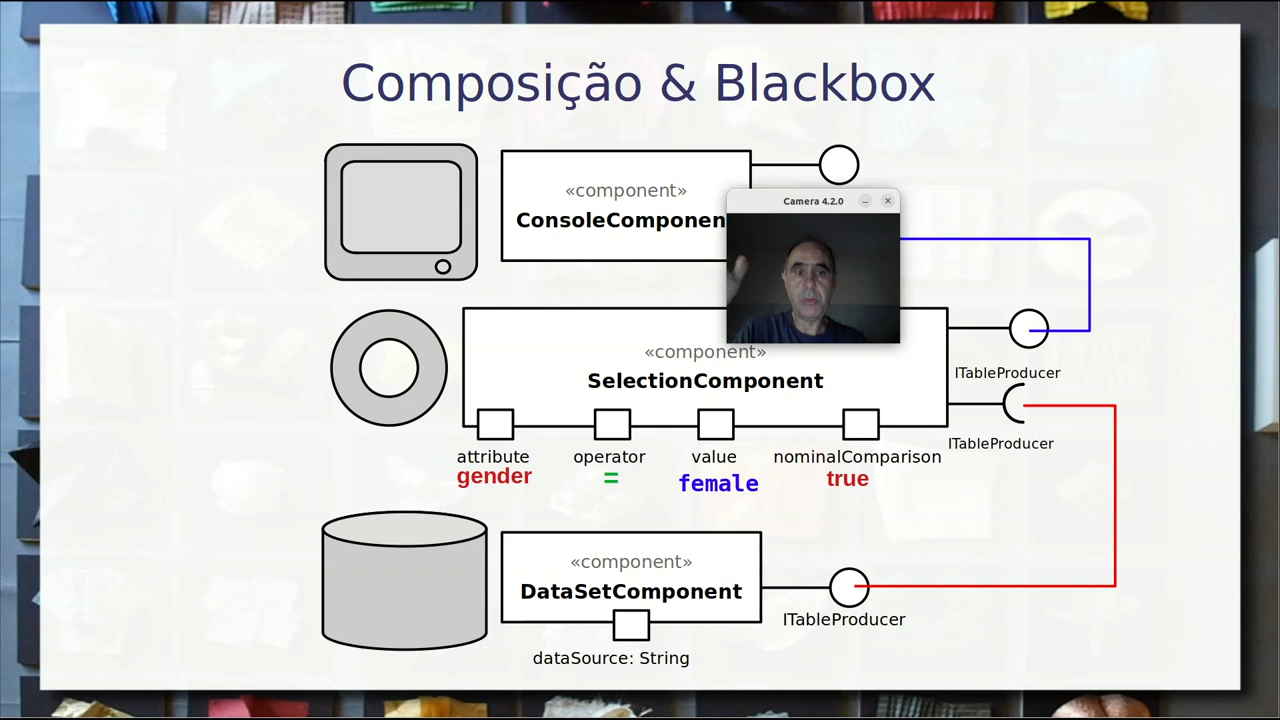 Composição & Blackbox
«component»
ConsoleComponen
Camera 4.2.0
«component»
SelectionComponent
ITableProducer
ITableProducer
attribute
operator
value
nominalComparison
gender
=
female
true
«component»
DataSetComponent
ITableProducer
dataSource: String